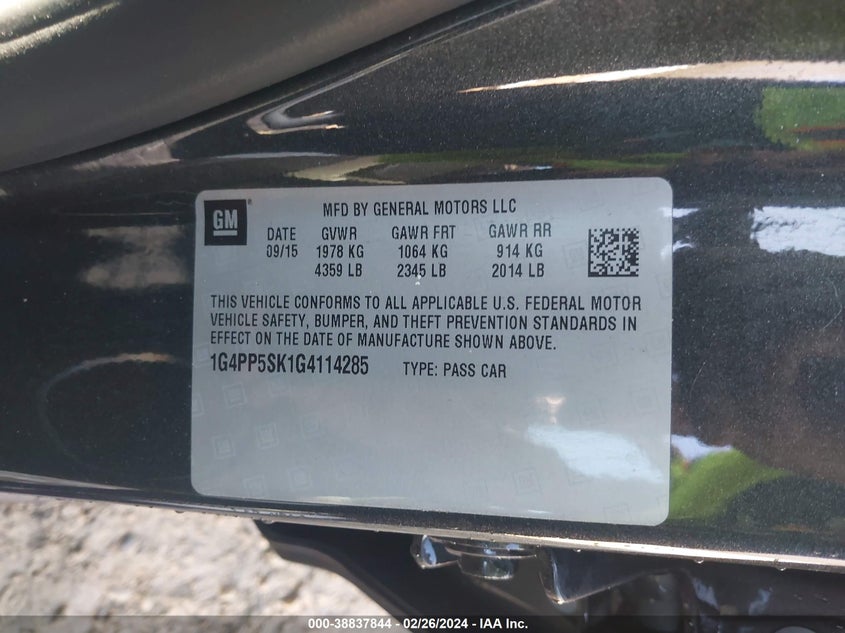 GM® MFD BY GENERAL MOTORS LLC
DATE GVWR GAWR FRT GAWR RR
09/15 1978 KG 1064 KG 914 KG
4359 LB 2345 LB 2014 LB
THIS VEHICLE CONFORMS TO ALL APPLICABLE U.S. FEDERAL MOTOR
VEHICLE SAFETY, BUMPER, AND THEFT PREVENTION STANDARDS IN
EFFECT ON THE DATE OF MANUFACTURE SHOWN ABOVE.
1G4PP5SK1G4114285 TYPE: PASS CAR
000-38837844 - 02/26/2024 - IAA Inc.